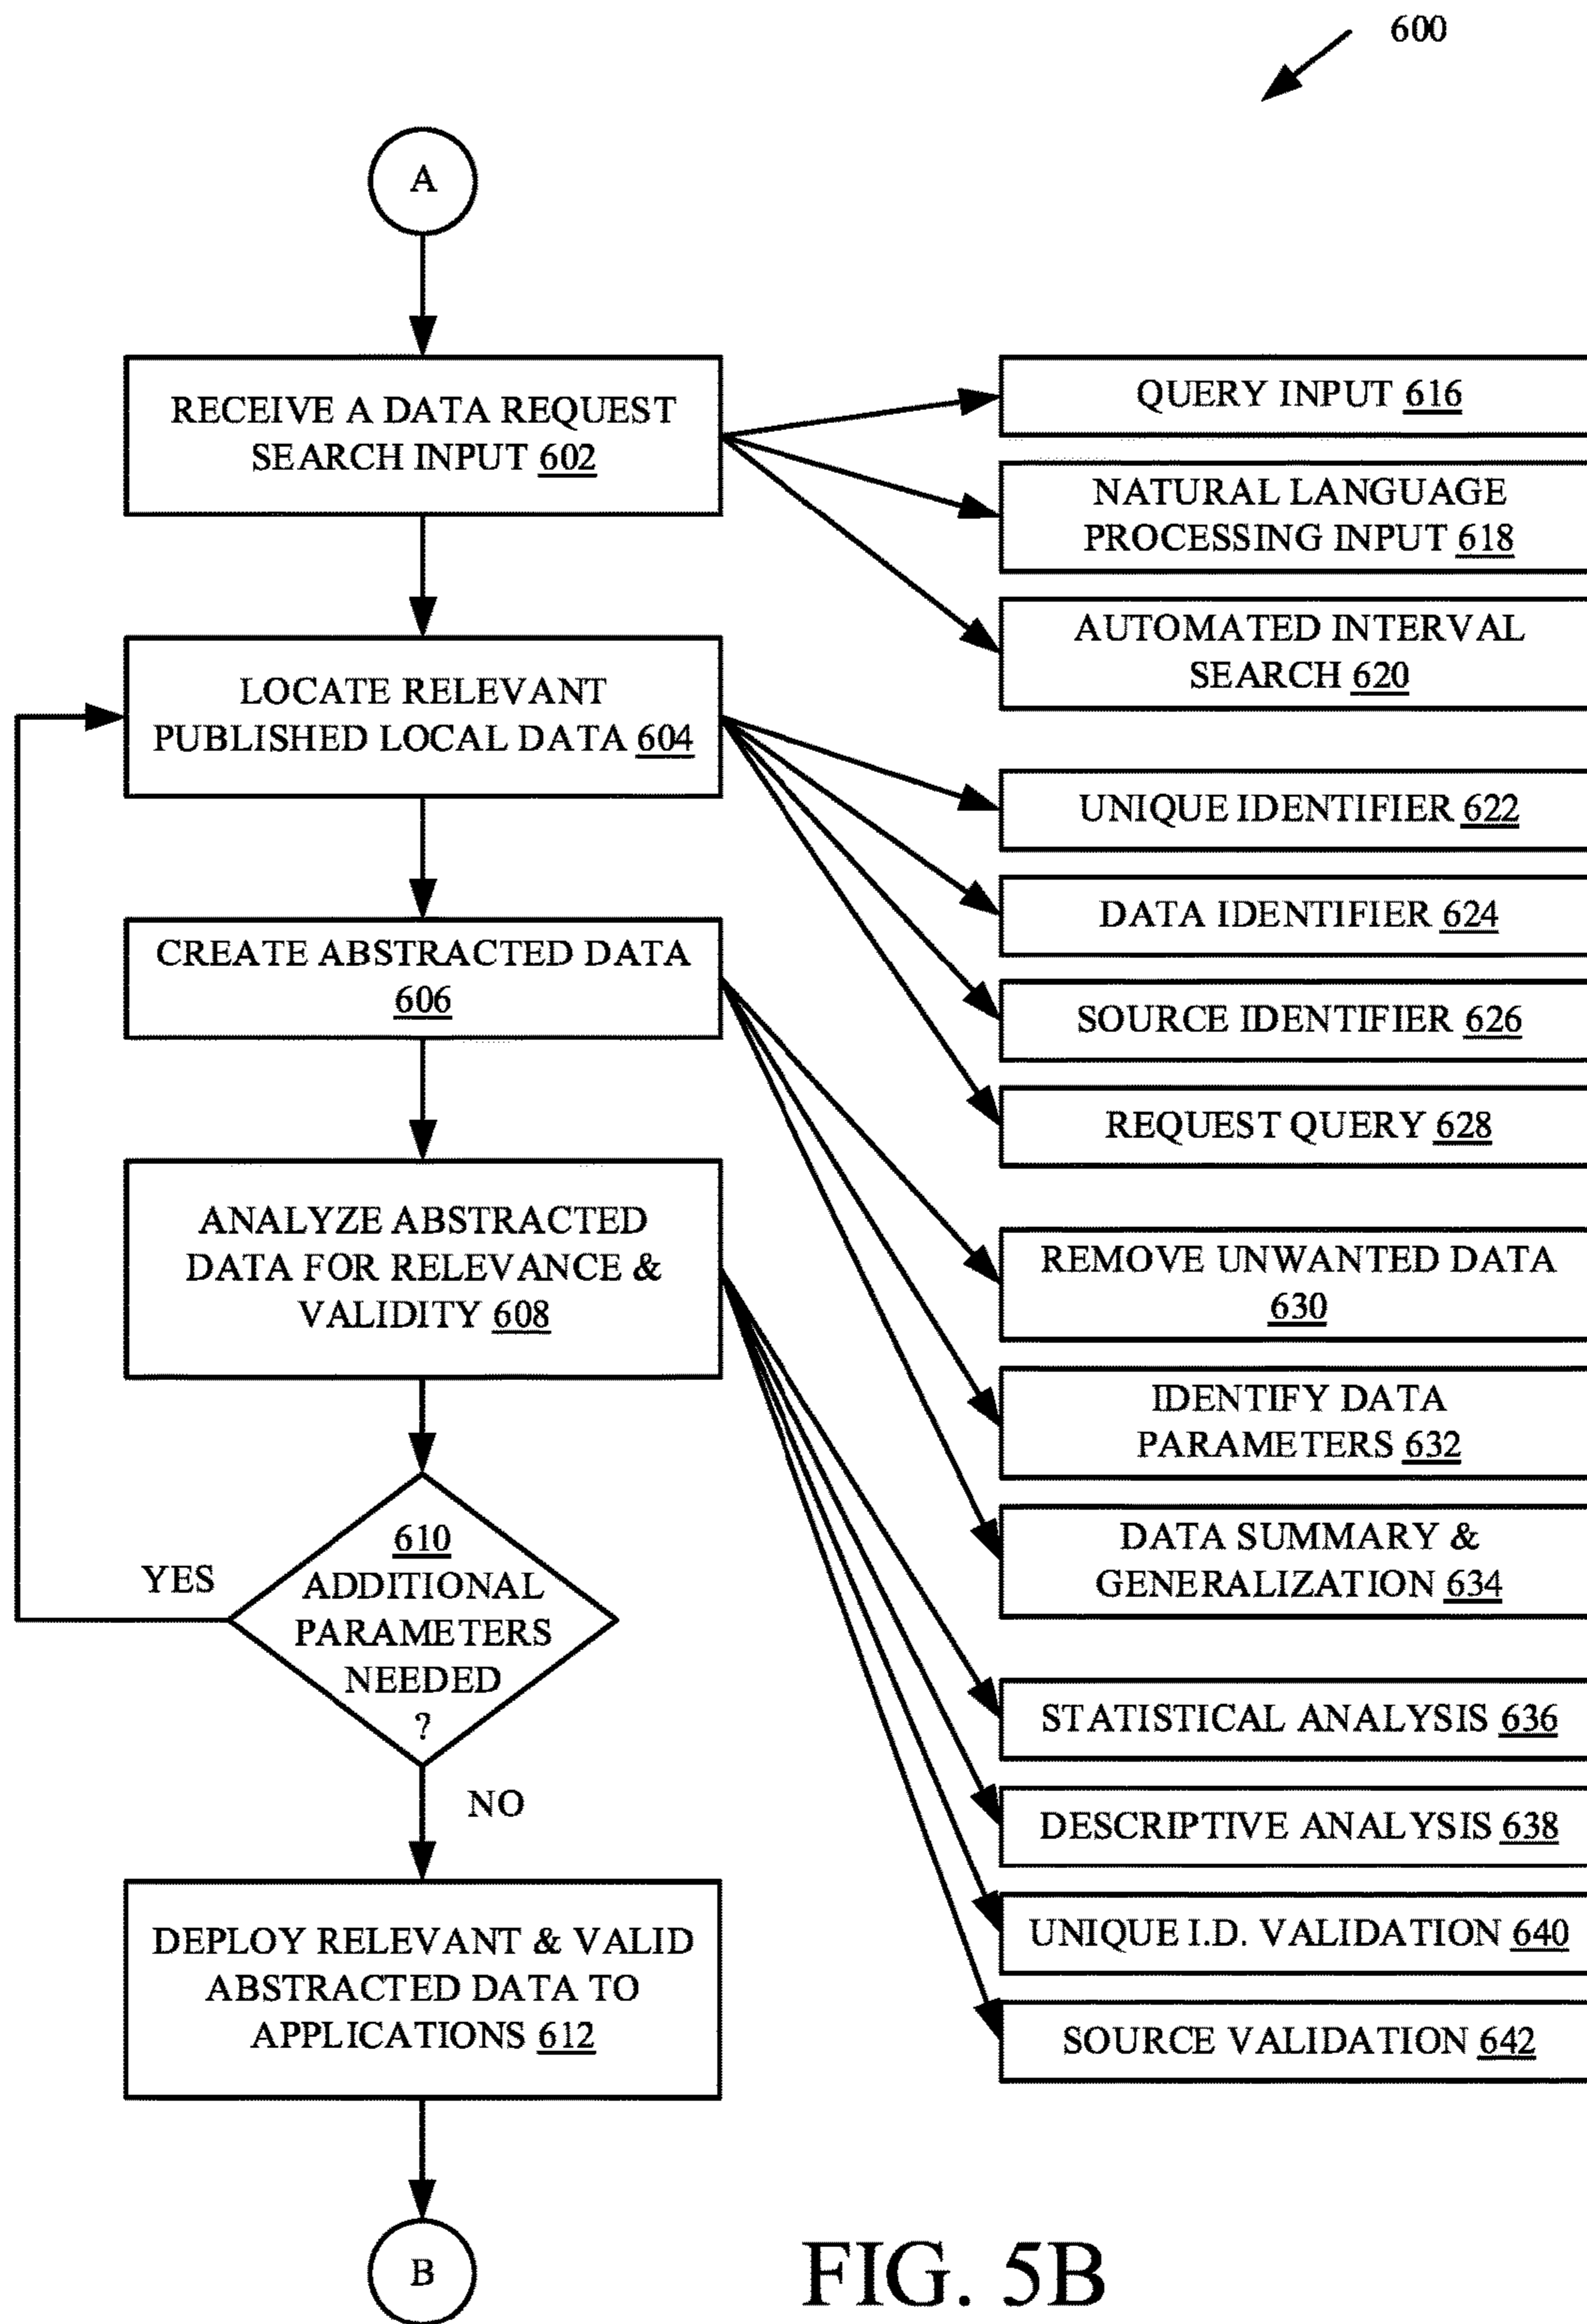 600
A
RECEIVE A DATA REQUEST
SEARCH INPUT 602
QUERY INPUT 616
NATURAL LANGUAGE
PROCESSING INPUT 618
AUTOMATED INTERVAL
SEARCH 620
LOCATE RELEVANT
PUBLISHED LOCAL DATA 604
UNIQUE IDENTIFIER 622
DATA IDENTIFIER 624
SOURCE IDENTIFIER 626
REQUEST QUERY 628
CREATE ABSTRACTED DATA
606
REMOVE UNWANTED DATA
630
IDENTIFY DATA
PARAMETERS 632
DATA SUMMARY &
GENERALIZATION 634
ANALYZE ABSTRACTED
DATA FOR RELEVANCE &
VALIDITY 608
STATISTICAL ANALYSIS 636
DESCRIPTIVE ANALYSIS 638
UNIQUE I.D. VALIDATION 640
SOURCE VALIDATION 642
610
ADDITIONAL
PARAMETERS
NEEDED
?
YES
NO
DEPLOY RELEVANT & VALID
ABSTRACTED DATA TO
APPLICATIONS 612
B
FIG. 5B